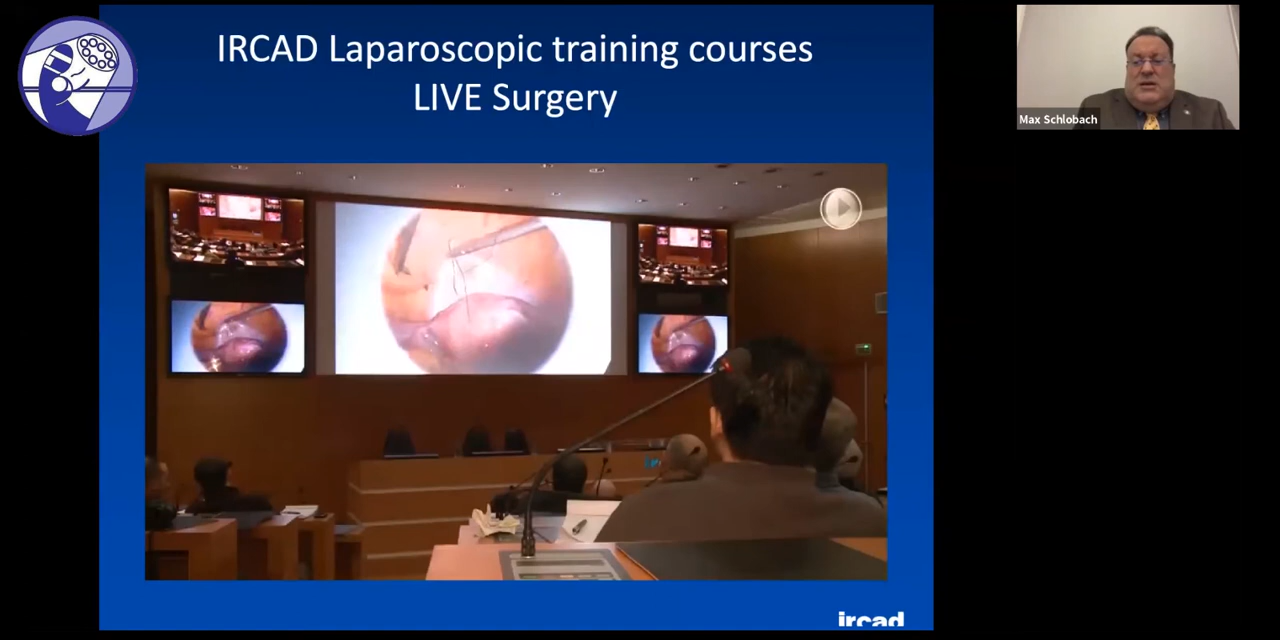 IRCAD Laparoscopic training courses
LIVE Surgery
Max Schlobach
ircad